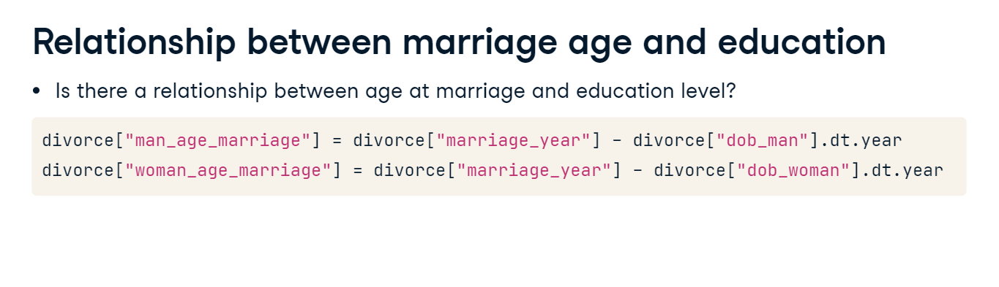 Relationship between marriage age and education
• Is there a relationship between age at marriage and education level?
divorce["man_age_marriage"] = divorce["marriage_year"] - divorce["dob_man"].dt.year
divorce["woman_age_marriage"] = divorce["marriage_year"] - divorce["dob_woman"].dt.year